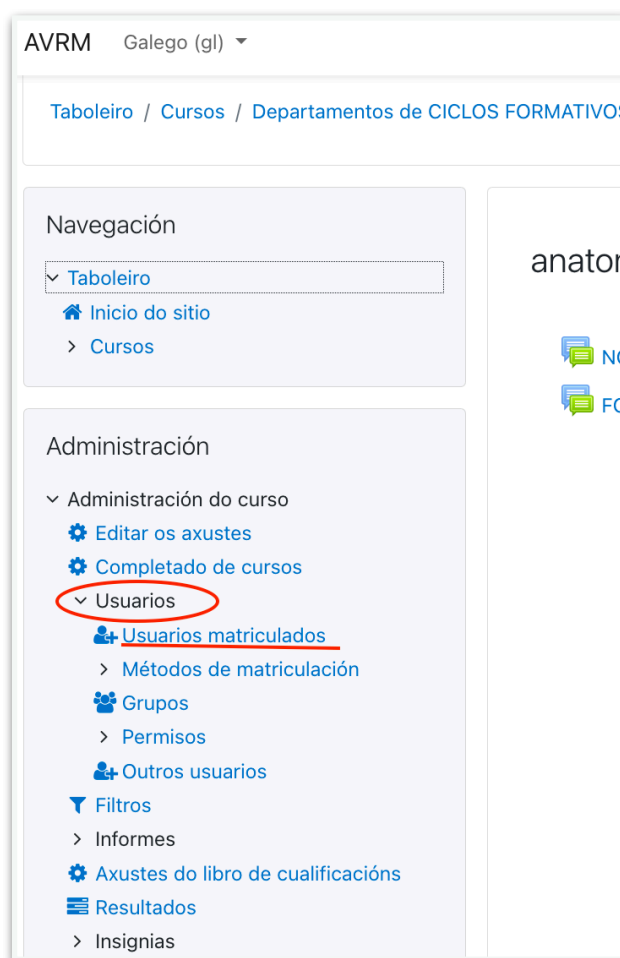 AVRM Galego (gl)
Taboleiro / Cursos / Departamentos de CICLOS FORMATIVOS
Navegación
Taboleiro
Inicio do sitio
Cursos
Administración
Administración do curso
Editar os axustes
Completado de cursos
Usuarios
Usuarios matriculados
Métodos de matriculación
Grupos
Permisos
Outros usuarios
Filtros
Informes
Axustes do libro de cualificacións
Resultados
Insignias